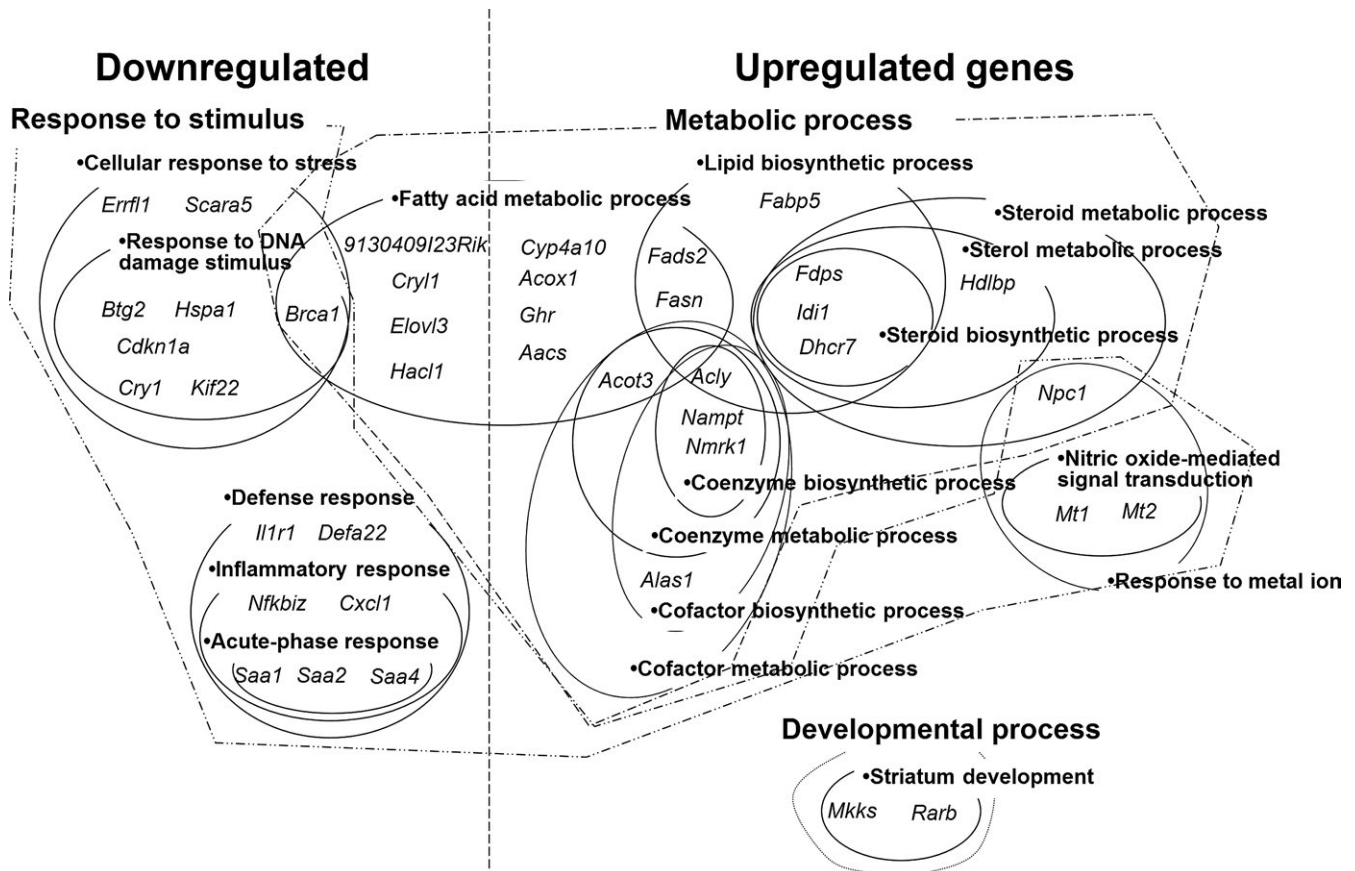 Downregulated
Upregulated genes
Response to stimulus
Metabolic process
•Cellular response to stress
•Lipid biosynthetic process
Errfl1 Scara5
•Fatty acid metabolic process
Fabp5
•Steroid metabolic process
•Response to DNA
damage stimulus
9130409I23Rik
Cyp4a10
Fads2
•Sterol metabolic process
Cryl1
Acox1
Fdps
Hdlbp
Btg2 Hspa1
Brca1
Elovl3
Ghr
Fasn
Idi1
•Steroid biosynthetic process
Cdkn1a
Aacs
Dhcr7
Cry1 Kif22
Hacl1
Acot3
Acly
Npc1
Nampt
Nmrk1
•Nitric oxide-mediated
signal transduction
•Coenzyme biosynthetic process
Mt1 Mt2
•Defense response
Il1r1 Defa22
•Coenzyme metabolic process
•Inflammatory response
Alas1
•Response to metal ion
Nfkbiz Cxcl1
•Cofactor biosynthetic process
•Acute-phase response
Saa1 Saa2 Saa4
•Cofactor metabolic process
Developmental process
•Striatum development
Mkks Rarb